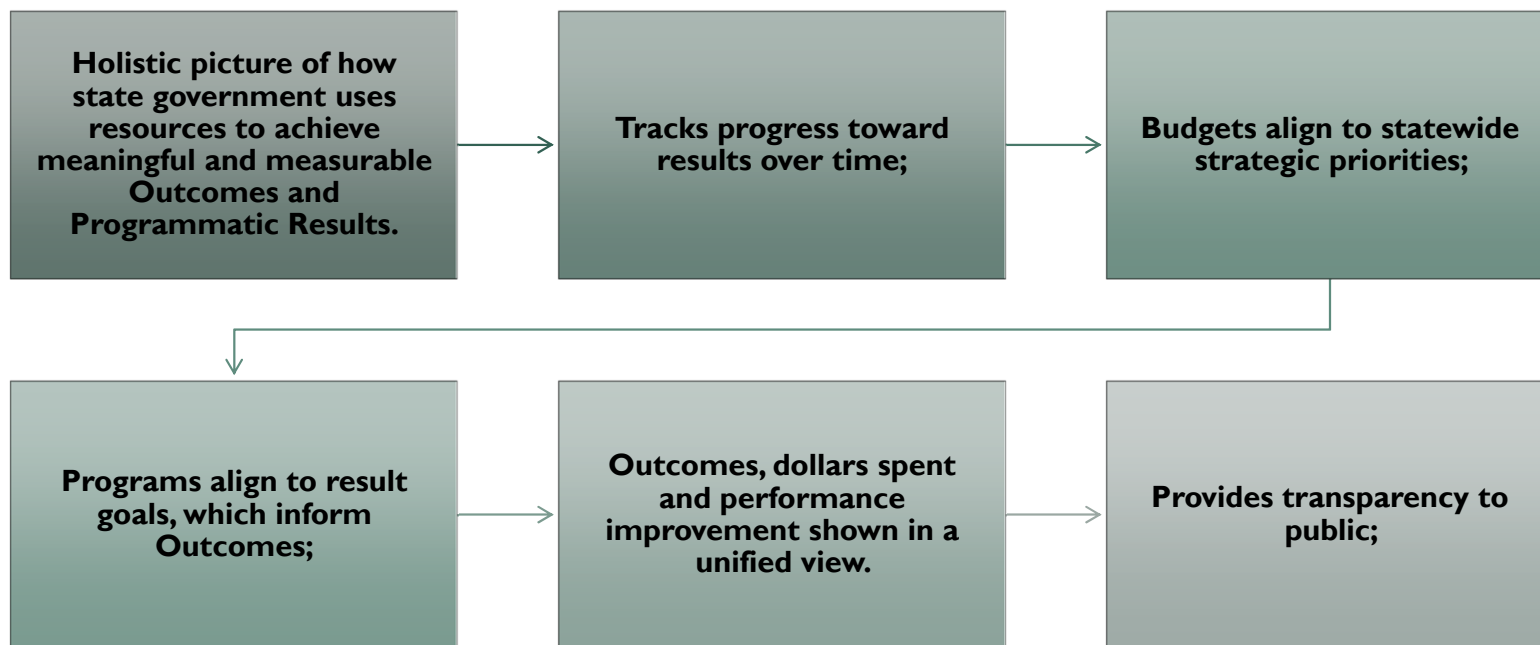 Holistic picture of how
state government uses
resources to achieve
meaningful and measurable
Outcomes and
Programmatic Results.
Tracks progress toward
results over time;
Budgets align to statewide
strategic priorities;
Programs align to result
goals, which inform
Outcomes;
Outcomes, dollars spent
and performance
improvement shown in a
unified view.
Provides transparency to
public;